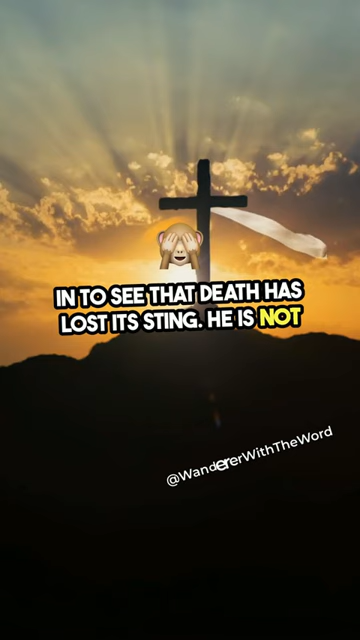 IN TO SEE THAT DEATH HAS
LOST ITS STING. HE IS NOT
@WandererWithTheWord